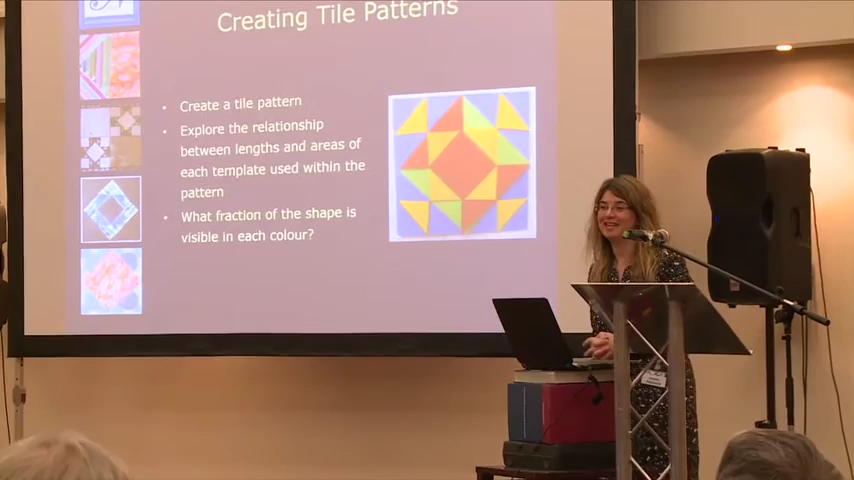 Creating Tile Patterns
• Create a tile pattern
• Explore the relationship
between lengths and areas of
each template used within the
pattern
• What fraction of the shape is
visible in each colour?